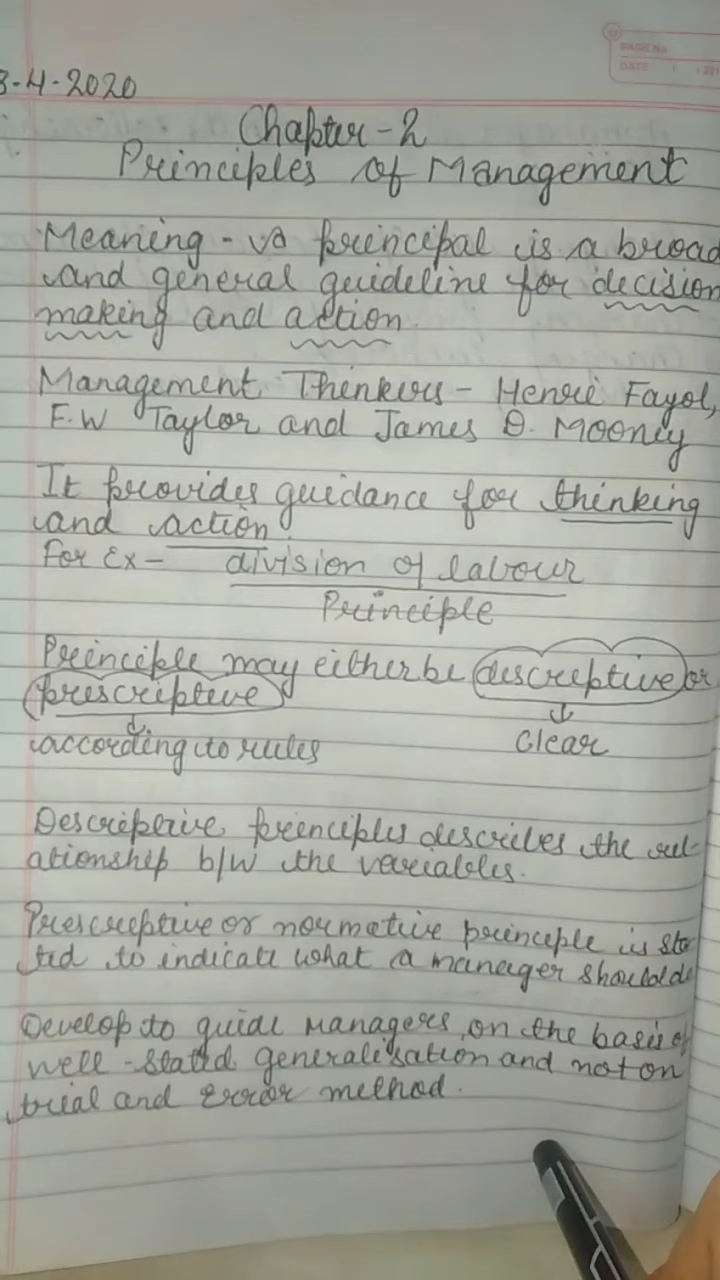 PAGE No.
DATE
3-4-2020
Chapter-2
Principles of Management
Meaning - A principal is a broad
and general guideline for decision
making and action.
Management Thinkers - Henri Fayol,
F.W Taylor and James D. Mooney
It provides guidance for thinking
and action.
For Ex - division of labour
Principle
Principle may either be descriptive or
prescriptive
according to rules
Clear
Descriptive principles describes the rel-
ationship b/w the variables.
Prescriptive or normative principle is sta
ted to indicate what a manager should do
Develop to guide managers on the basis of
well-stated generalisation and not on
trial and error method.